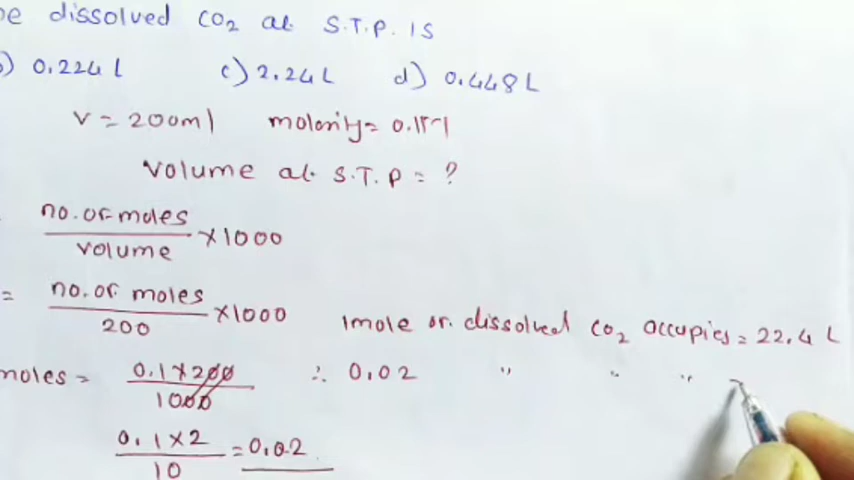 be dissolved CO2 at S.T.P. IS
b) 0.224 L c) 2.24 L d) 0.448 L
V = 200ml molarity = 0.1M
Volume at S.T.P = ?
no. of moles / volume × 1000
= no. of moles / 200 × 1000
1mole of dissolved CO2 occupies = 22.4 L
moles = 0.1 × 200 / 1000 ∴ 0.02 " " "
0.1 × 2 / 10 = 0.02